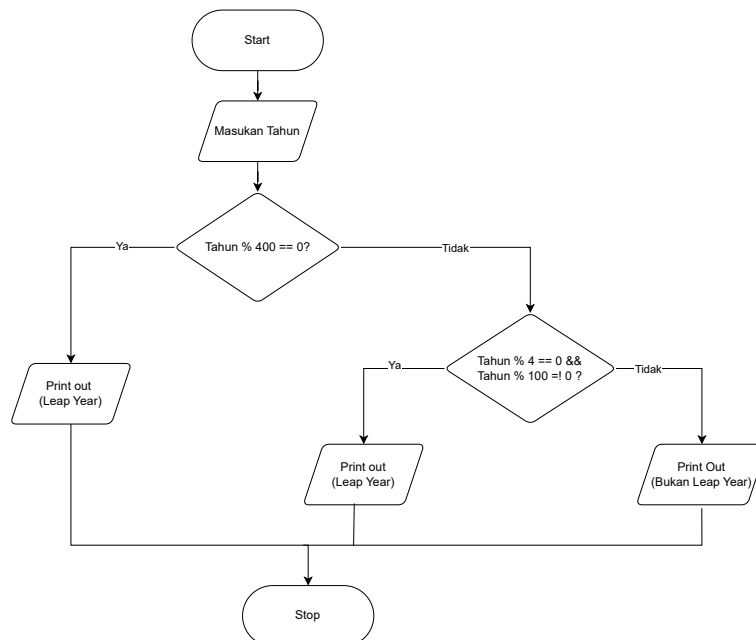 Start
Masukan Tahun
Tahun % 400 == 0?
Ya
Tidak
Tahun % 4 == 0 &&
Tahun % 100 =! 0 ?
Ya
Tidak
Print out
(Leap Year)
Print out
(Leap Year)
Print Out
(Bukan Leap Year)
Stop